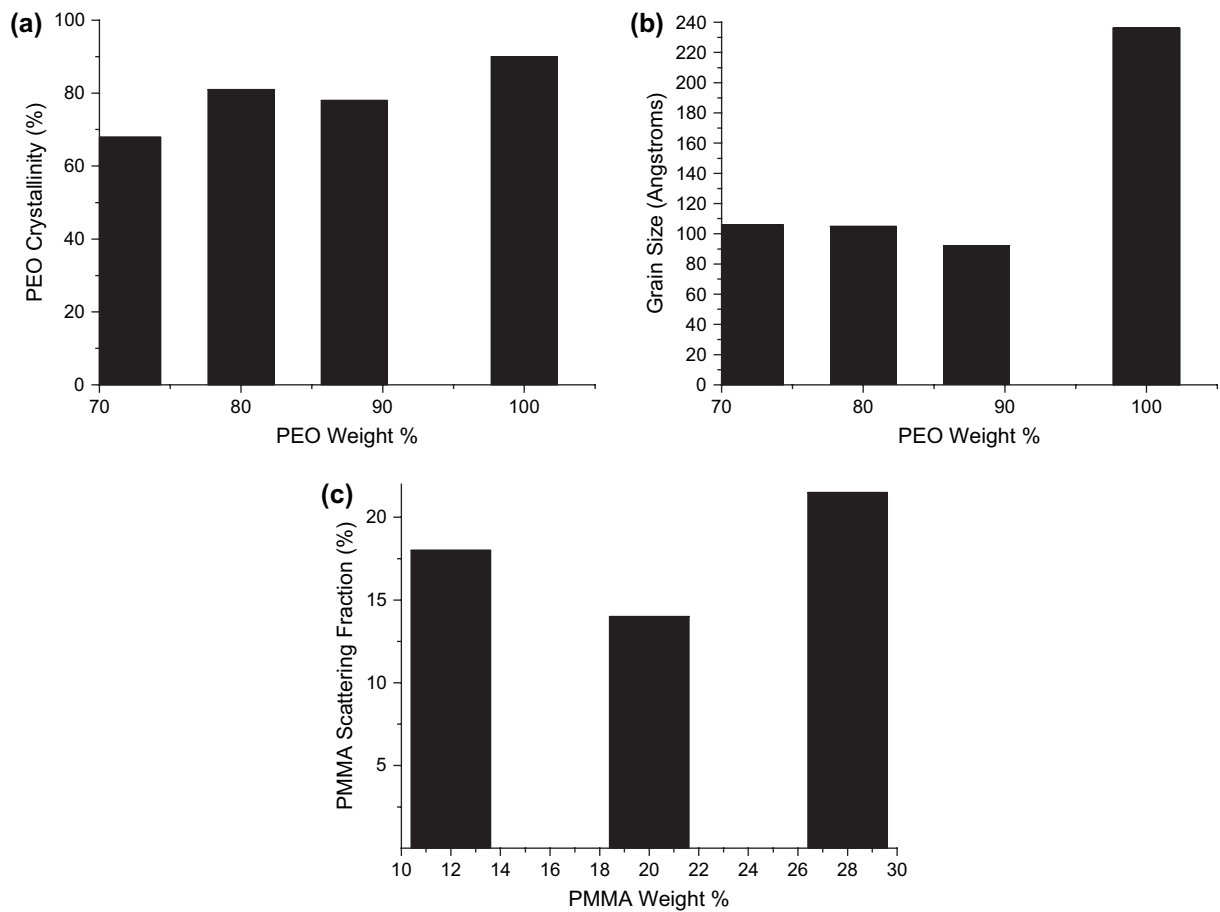 (a)
100
80
60
40
20
0
PEO Crystallinity (%)
70 80 90 100
PEO Weight %
(b)
240
220
200
180
160
140
120
100
80
60
40
20
0
Grain Size (Angstroms)
70 80 90 100
PEO Weight %
(c)
20
15
10
5
PMMA Scattering Fraction (%)
10 12 14 16 18 20 22 24 26 28 30
PMMA Weight %